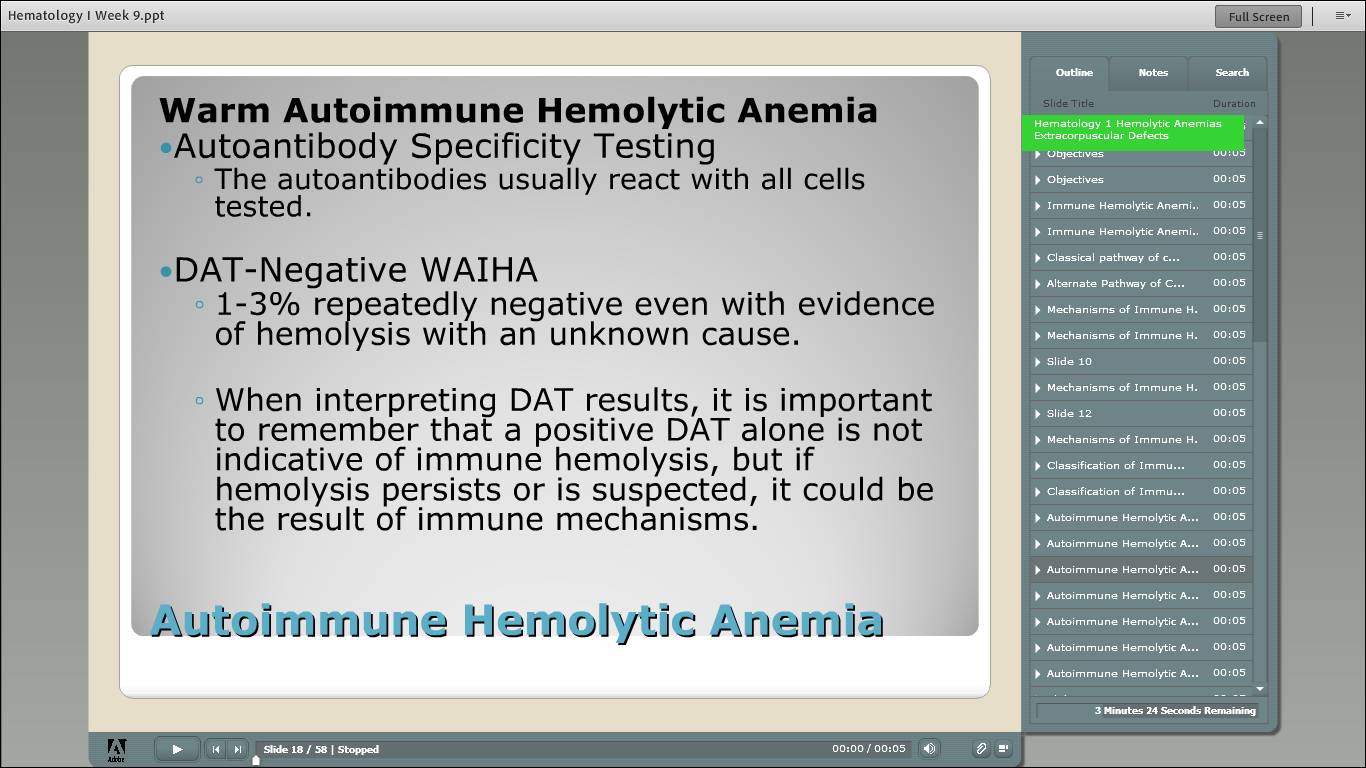 Hematology I Week 9.ppt
Full Screen
Warm Autoimmune Hemolytic Anemia
•Autoantibody Specificity Testing
◦ The autoantibodies usually react with all cells
tested.
•DAT-Negative WAIHA
◦ 1-3% repeatedly negative even with evidence
of hemolysis with an unknown cause.
◦ When interpreting DAT results, it is important
to remember that a positive DAT alone is not
indicative of immune hemolysis, but if
hemolysis persists or is suspected, it could be
the result of immune mechanisms.
Autoimmune Hemolytic Anemia
Outline Notes Search
Slide Title Duration
Hematology 1 Hemolytic Anemias
Extracorpuscular Defects
Objectives 00:05
Objectives 00:05
Immune Hemolytic Anemi.. 00:05
Immune Hemolytic Anemi.. 00:05
Classical pathway of c... 00:05
Alternate Pathway of C... 00:05
Mechanisms of Immune H. 00:05
Mechanisms of Immune H. 00:05
Slide 10 00:05
Mechanisms of Immune H. 00:05
Slide 12 00:05
Mechanisms of Immune H. 00:05
Classification of Immu... 00:05
Classification of Immu... 00:05
Autoimmune Hemolytic A... 00:05
Autoimmune Hemolytic A... 00:05
Autoimmune Hemolytic A... 00:05
Autoimmune Hemolytic A... 00:05
Autoimmune Hemolytic A... 00:05
Autoimmune Hemolytic A... 00:05
Autoimmune Hemolytic A... 00:05
3 Minutes 24 Seconds Remaining
Adobe
Slide 18 / 58 | Stopped
00:00 / 00:05